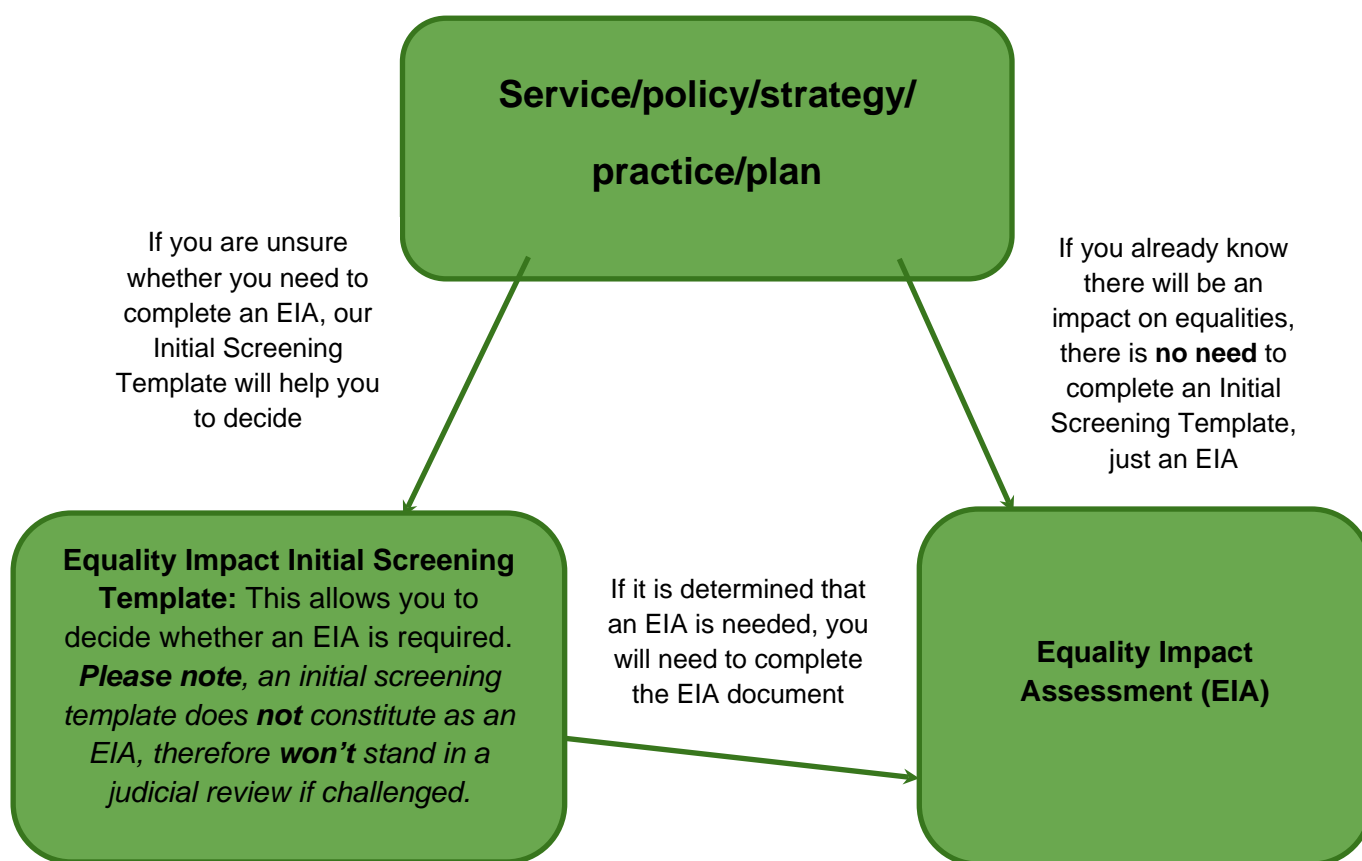 Service/policy/strategy/
practice/plan
If you are unsure
whether you need to
complete an EIA, our
Initial Screening
Template will help you
to decide
If you already know
there will be an
impact on equalities,
there is no need to
complete an Initial
Screening Template,
just an EIA
Equality Impact Initial Screening
Template: This allows you to
decide whether an EIA is required.
Please note, an initial screening
template does not constitute as an
EIA, therefore won’t stand in a
judicial review if challenged.
If it is determined that
an EIA is needed, you
will need to complete
the EIA document
Equality Impact
Assessment (EIA)